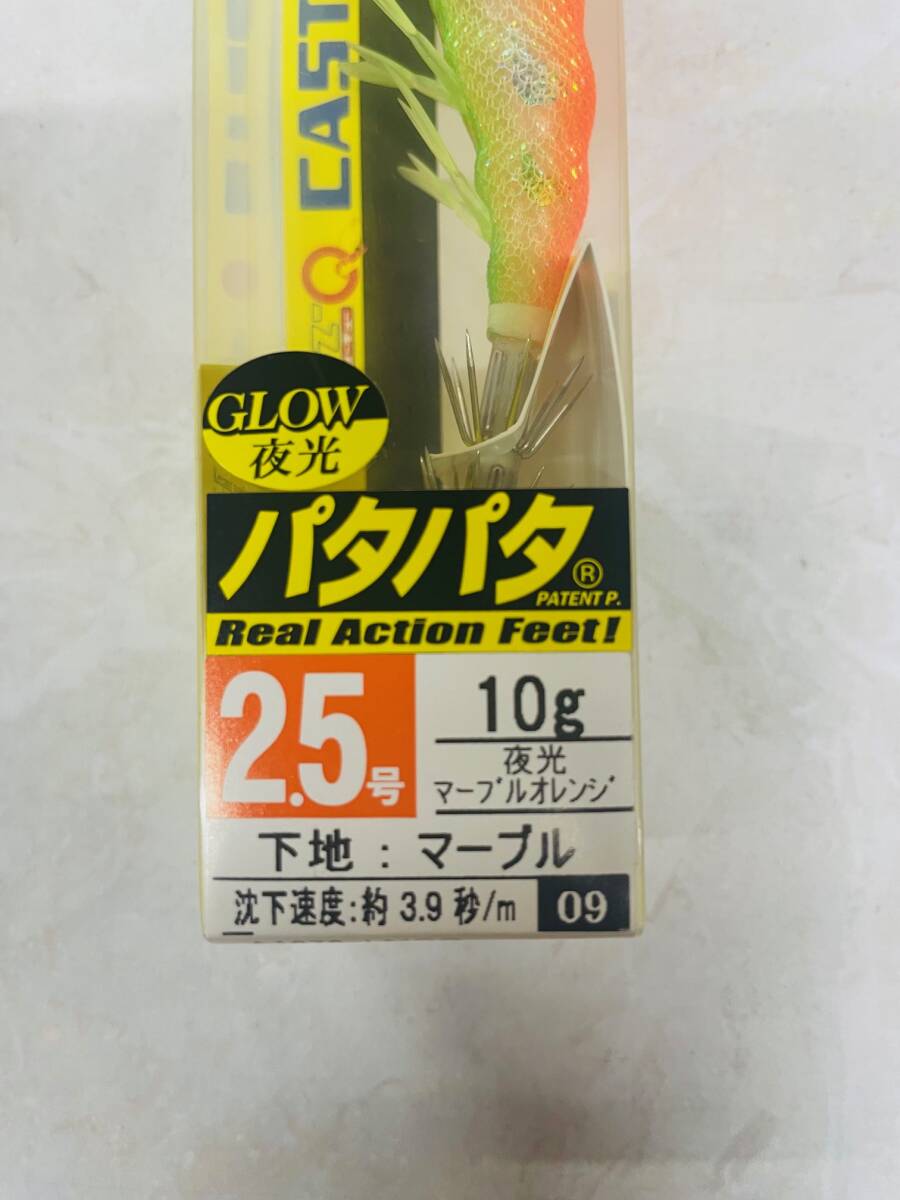 CAST
Q
GLOW
夜光
パタパタ®
PATENT P.
Real Action Feet!
2.5号
10g
夜光
マーブルオレンジ
下地：マーブル
沈下速度:約 3.9 秒/m
09